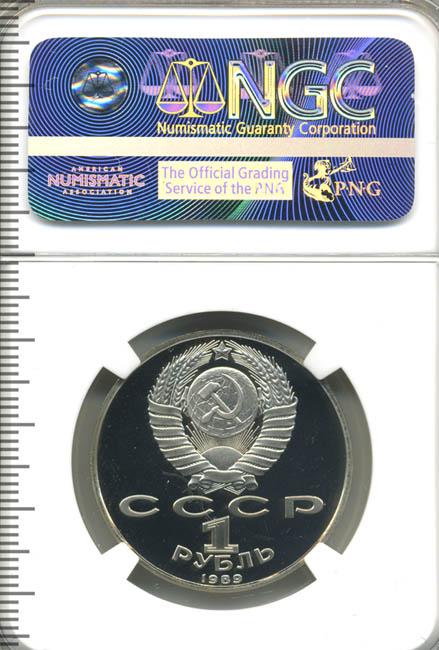 NGC
Numismatic Guaranty Corporation
AMERICAN
NUMISMATIC
ASSOCIATION
The Official Grading
Service of the PNG
PNG
СССР
1
РУБЛЬ
1989